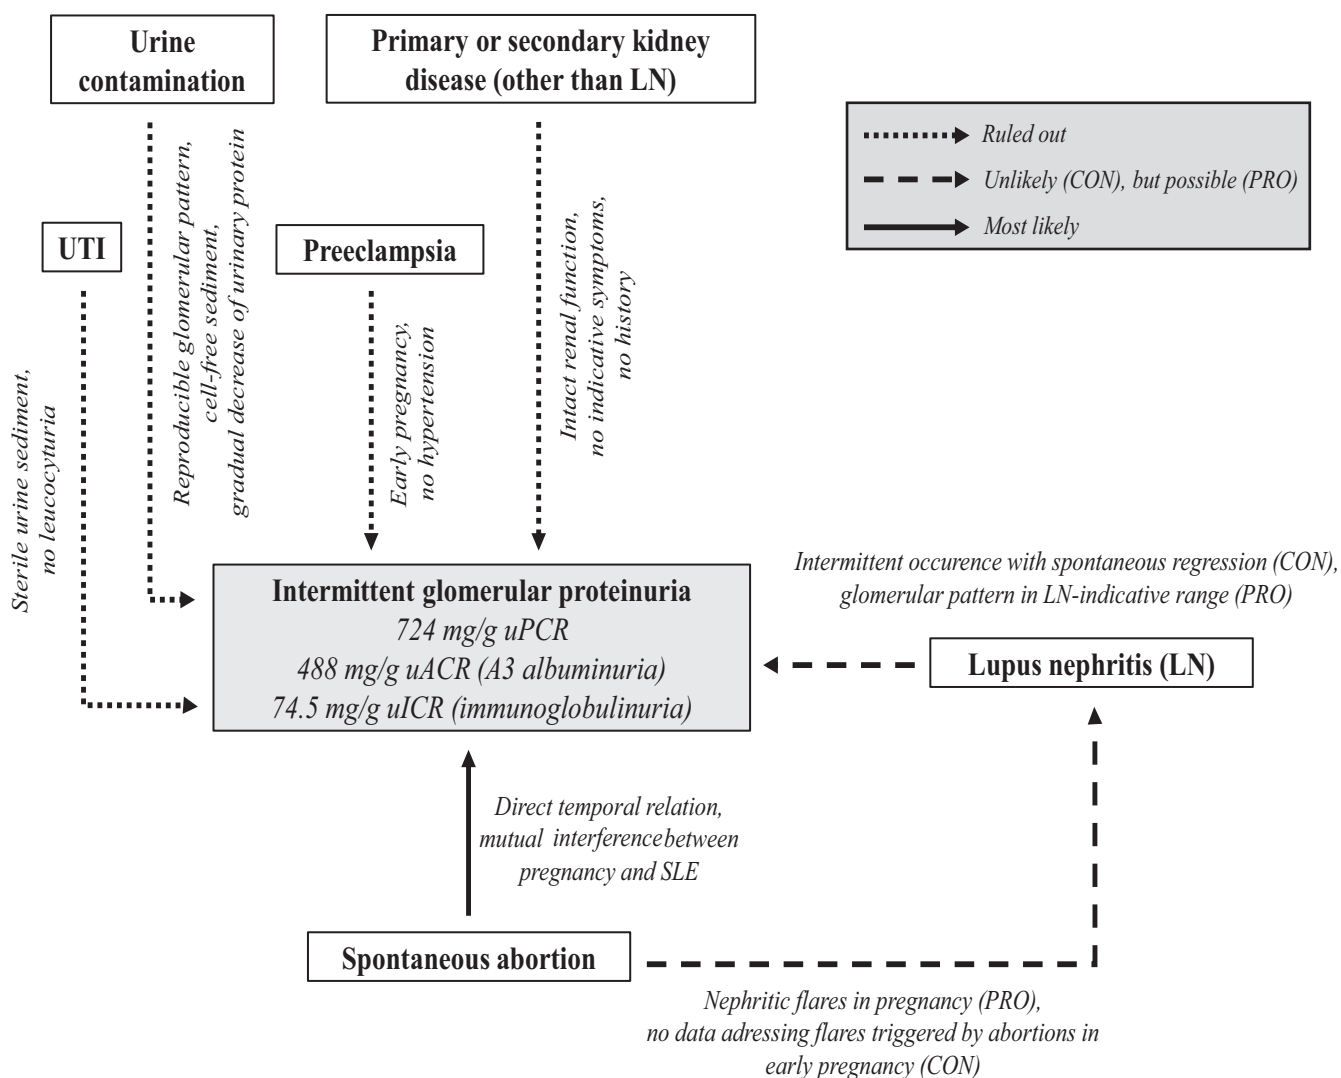 Urine
contamination
Primary or secondary kidney
disease (other than LN)
Ruled out
Unlikely (CON), but possible (PRO)
Most likely
UTI
Preeclampsia
Sterile urine sediment,
no leucocyturia
Reproducible glomerular pattern,
cell-free sediment,
gradual decrease of urinary protein
Early pregnancy,
no hypertension
Intact renal function,
no indicative symptoms,
no history
Intermittent glomerular proteinuria
724 mg/g uPCR
488 mg/g uACR (A3 albuminuria)
74.5 mg/g uICR (immunoglobulinuria)
Intermittent occurence with spontaneous regression (CON),
glomerular pattern in LN-indicative range (PRO)
Lupus nephritis (LN)
Direct temporal relation,
mutual interference between
pregnancy and SLE
Spontaneous abortion
Nephritic flares in pregnancy (PRO),
no data adressing flares triggered by abortions in
early pregnancy (CON)